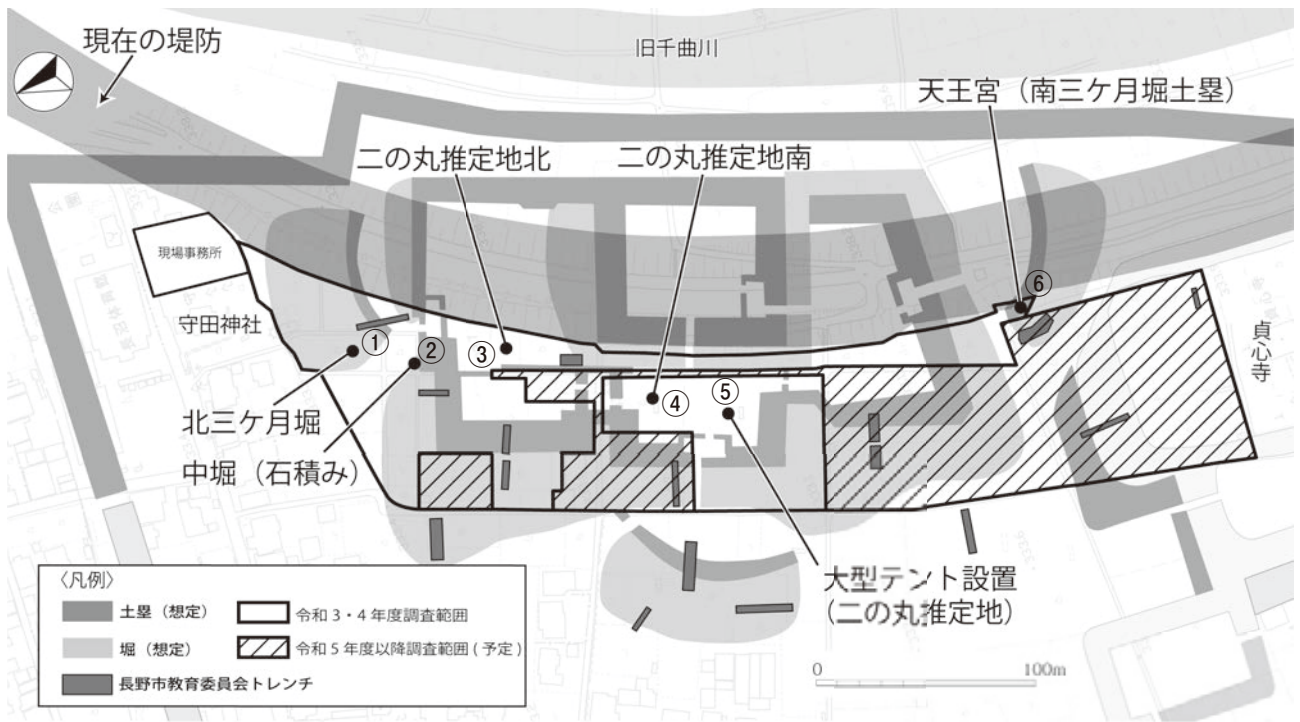 現在の堤防
旧千曲川
天王宮（南三ケ月堀土塁）
二の丸推定地北
二の丸推定地南
現場事務所
守田神社
⑥
①
②
③
④
⑤
貞心寺
北三ケ月堀
中堀（石積み）
大型テント設置
（二の丸推定地）
〈凡例〉
土塁（想定）
令和３・４年度調査範囲
堀（想定）
令和５年度以降調査範囲(予定)
長野市教育委員会トレンチ
0
100m